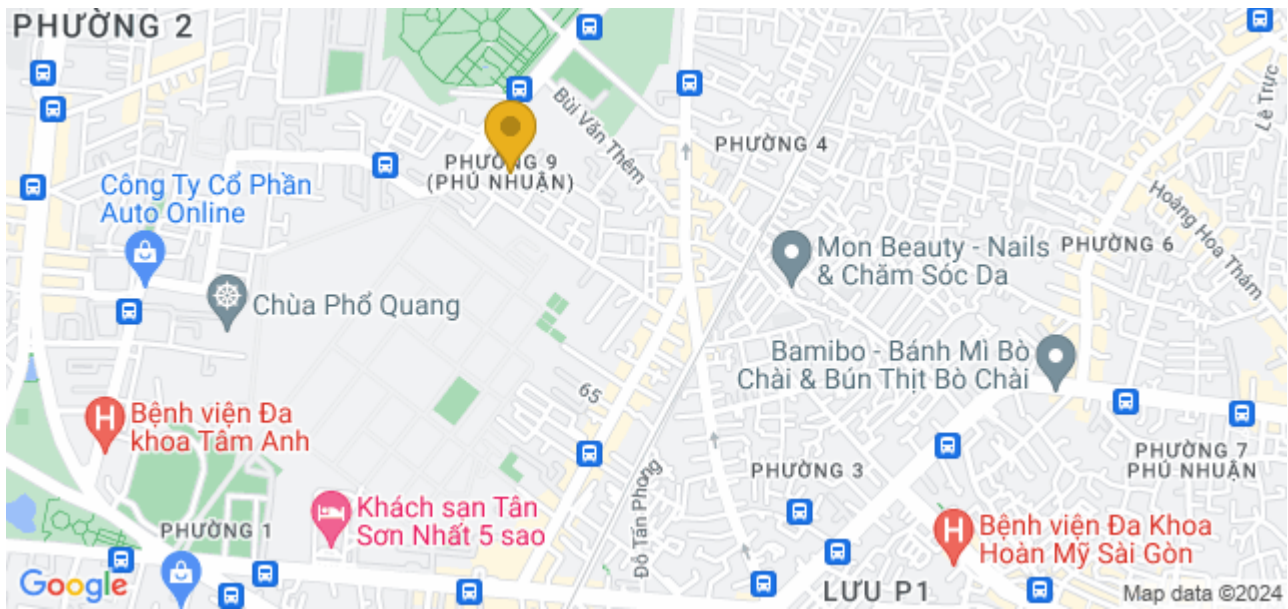 PHƯỜNG 2
Bùi Văn Thêm
Lê Trực
PHƯỜNG 4
PHƯỜNG 9
(PHÚ NHUẬN)
Công Ty Cổ Phần
Auto Online
Hoàng Hoa Thám
Mon Beauty - Nails
& Chăm Sóc Da
PHƯỜNG 6
Chùa Phổ Quang
Bamibo - Bánh Mì Bò
Chài & Bún Thịt Bò Chài
65
Bệnh viện Đa
khoa Tâm Anh
PHƯỜNG 3
PHƯỜNG 7
PHÚ NHUẬN
Đỗ Tấn Phong
Khách sạn Tân
Sơn Nhất 5 sao
PHƯỜNG 1
Bệnh viện Đa Khoa
Hoàn Mỹ Sài Gòn
Google
LƯU P1
Map data ©2024